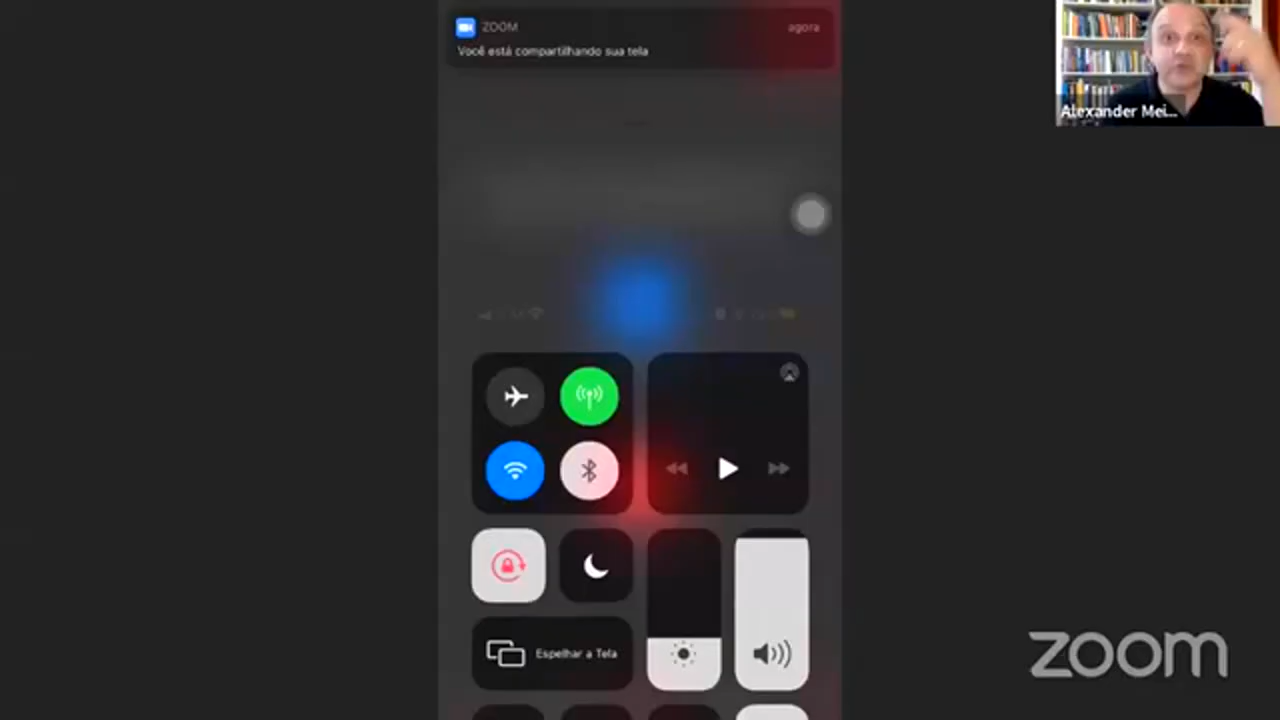 ZOOM
agora
Você está compartilhando sua tela
Alexander Mei...
Espelhar a Tela
zoom